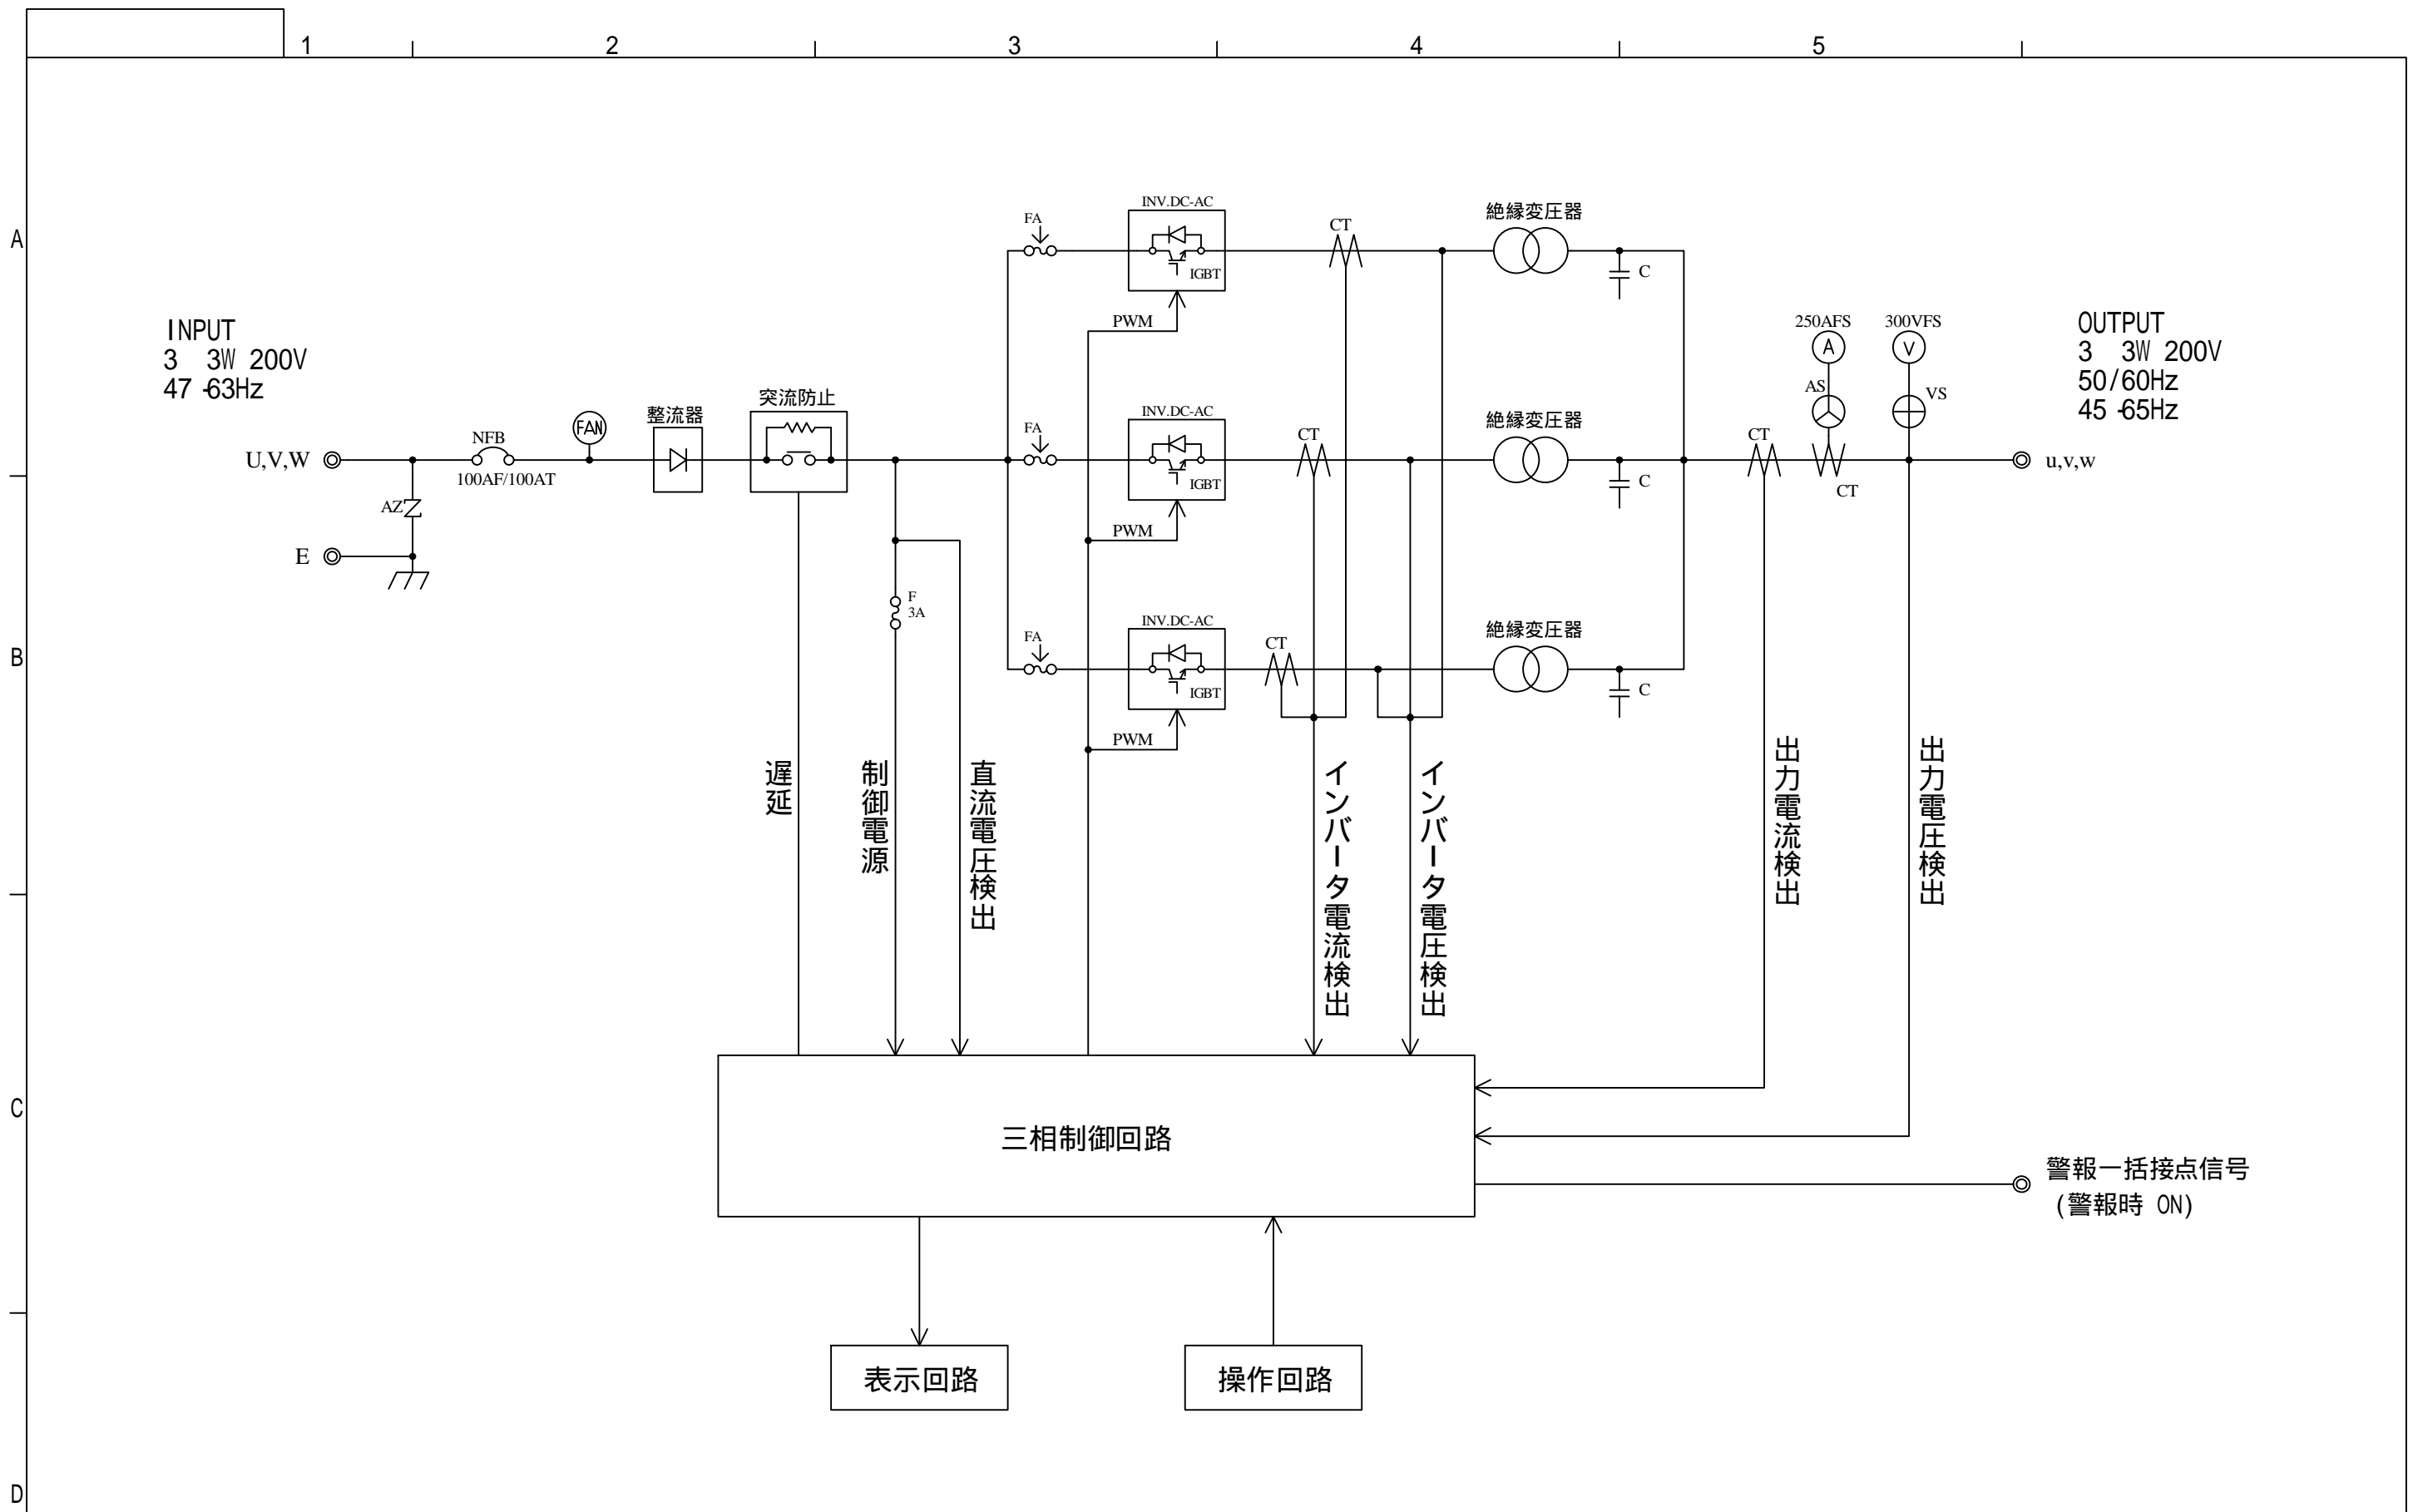 1
2
3
4
5
A
B
C
D
INPUT
3 3W 200V
47-63Hz
U,V,W
E
AZ
NFB
100AF/100AT
FAN
整流器
突流防止
F
3A
FA
INV.DC-AC
IGBT
PWM
CT
絶縁変圧器
C
FA
INV.DC-AC
IGBT
PWM
CT
絶縁変圧器
C
FA
INV.DC-AC
IGBT
PWM
CT
絶縁変圧器
C
250AFS
A
AS
300VFS
V
VS
CT
CT
OUTPUT
3 3W 200V
50/60Hz
45-65Hz
u,v,w
遅延
制御電源
直流電圧検出
インバータ電流検出
インバータ電圧検出
出力電流検出
出力電圧検出
三相制御回路
警報一括接点信号
(警報時 ON)
表示回路
操作回路